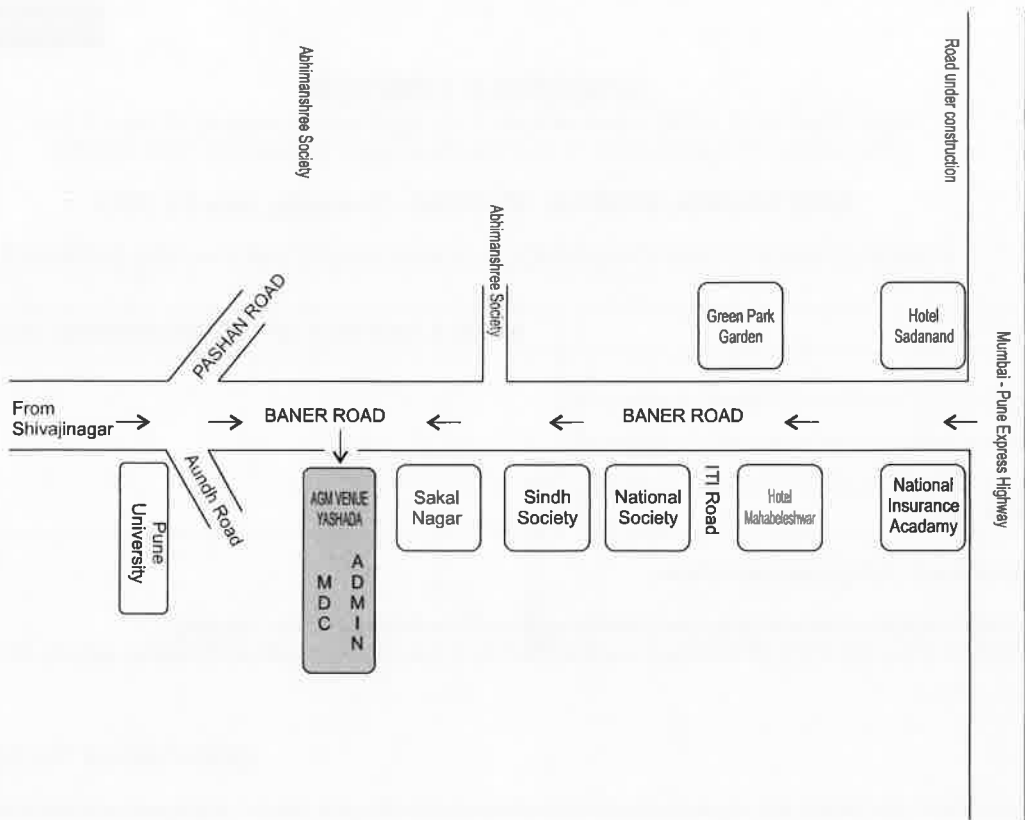 Abhimanshree Society
Road under construction
Abhimanshree Society
PASHAN ROAD
Green Park
Garden
Hotel
Sadanand
Mumbai - Pune Express Highway
From
Shivajinagar
BANER ROAD
BANER ROAD
Aundh Road
Pune
University
AGM VENUE
YASHADA
MDC
ADMIN
Sakal
Nagar
Sindh
Society
National
Society
ITI Road
Hotel
Mahabeleshwar
National
Insurance
Acadamy